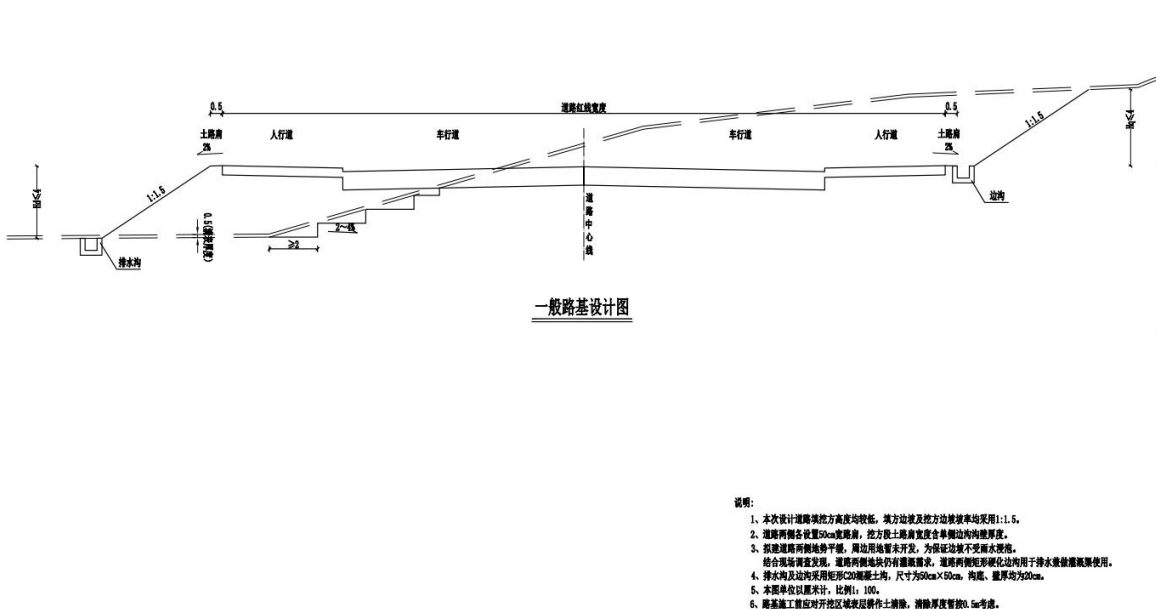 0.5
道路红线宽度
0.5
土路肩
人行道
车行道
车行道
人行道
土路肩
2%
2%
1:1.5
Hq≤4
Hd≤4
1:1.5
边沟
道路中心线
0.5(清表厚度)
2～4%
≥2
排水沟
一般路基设计图
说明:
1、本次设计道路填挖方高度均较低，填方边坡及挖方边坡坡率均采用1:1.5。
2、道路两侧各设置50cm宽路肩，挖方段土路肩宽度含单侧边沟沟壁厚度。
3、拟建道路两侧地势平缓，周边用地暂未开发，为保证边坡不受雨水浸泡。
结合现场调查发现，道路两侧地块仍有灌溉需求，道路两侧矩形硬化边沟用于排水兼做灌溉渠使用。
4、排水沟及边沟采用矩形C20混凝土沟，尺寸为50cm×50cm，沟底、壁厚均为20cm。
5、本图单位以厘米计，比例1：100。
6、路基施工前应对开挖区域表层耕作土清除，清除厚度暂按0.5m考虑。